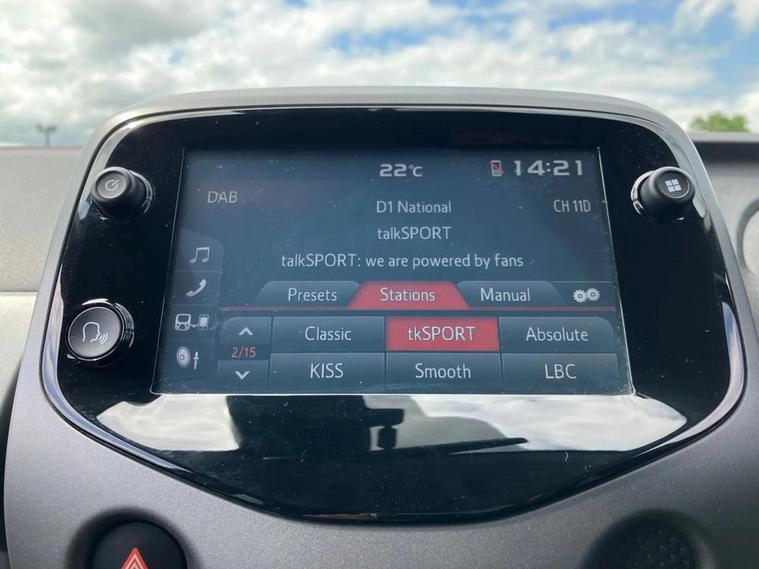 22°C 14:21
DAB D1 National CH 11D
talkSPORT
talkSPORT: we are powered by fans
Presets Stations Manual
Classic tkSPORT Absolute
2/15
KISS Smooth LBC